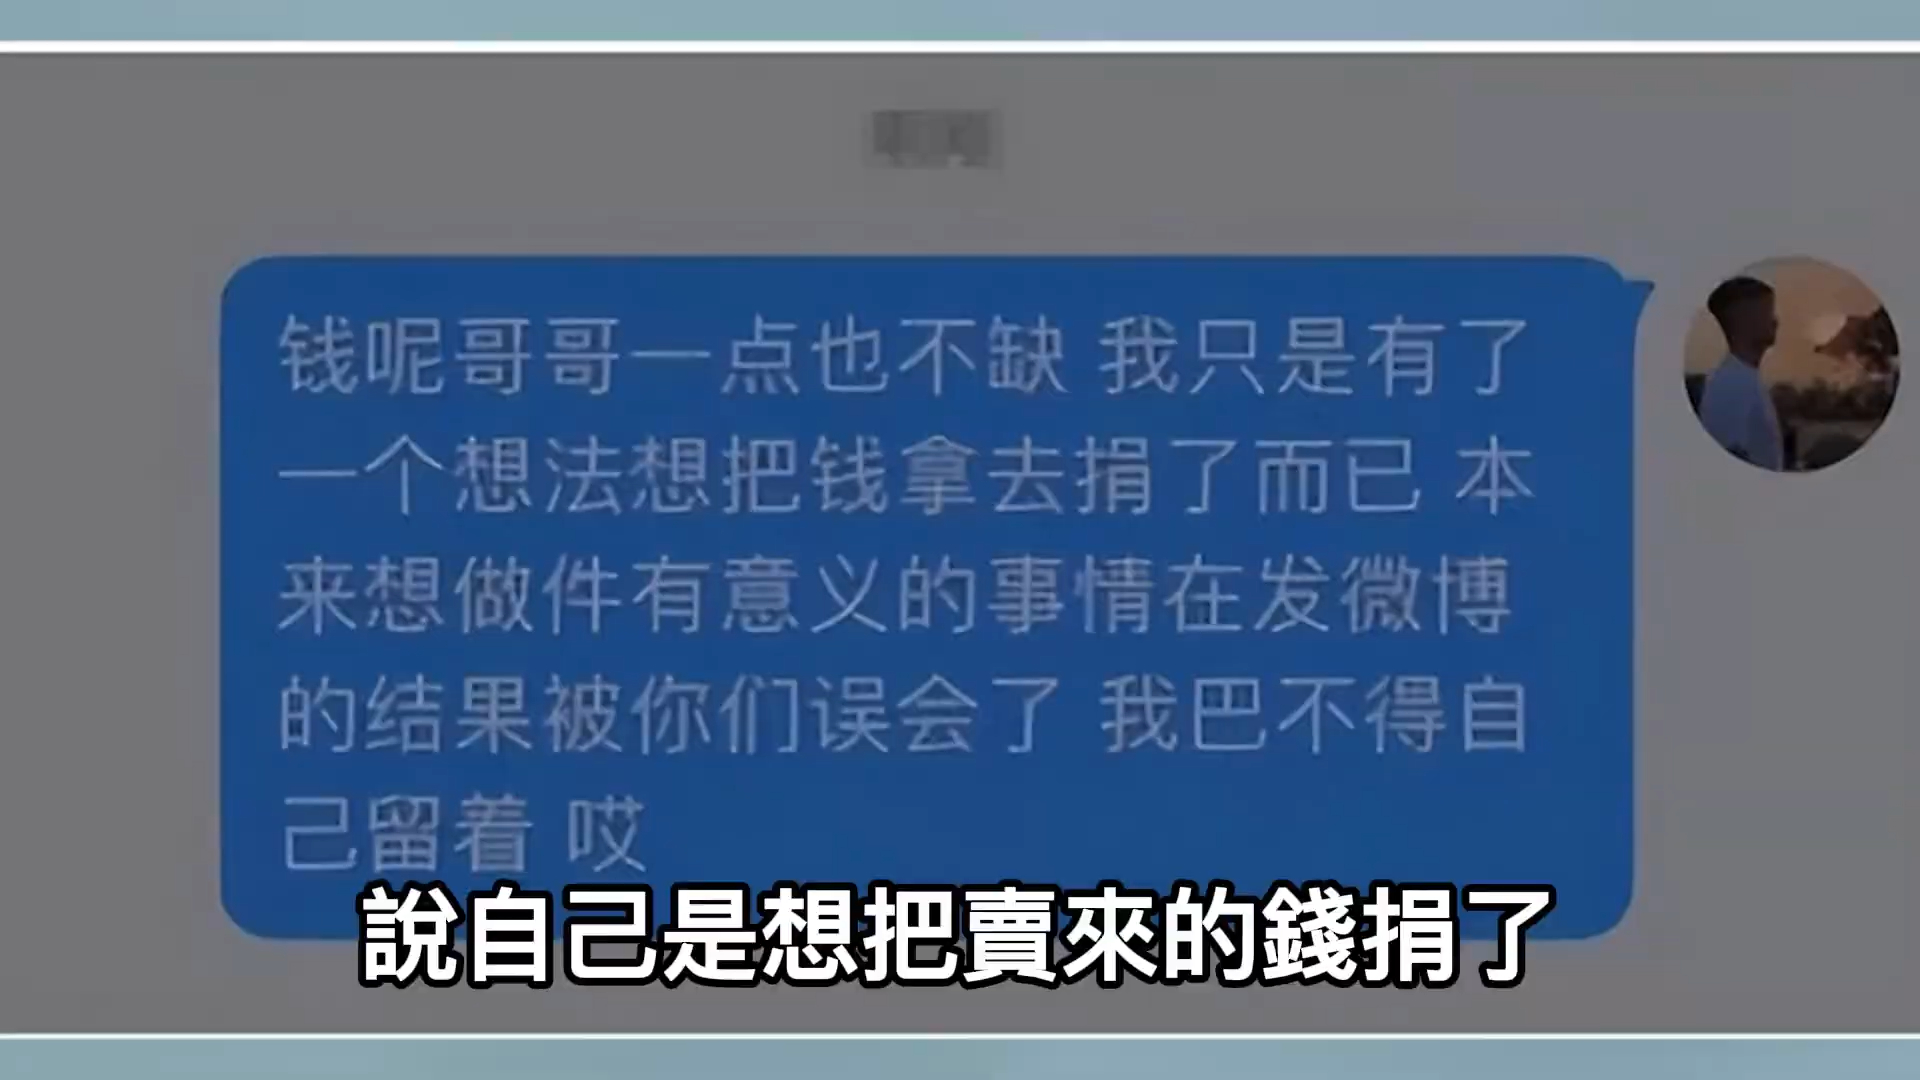 钱呢哥哥一点也不缺 我只是有了
一个想法想把钱拿去捐了而已 本
来想做件有意义的事情在发微博
的结果被你们误会了 我巴不得自
己留着 哎
說自己是想把賣來的錢捐了